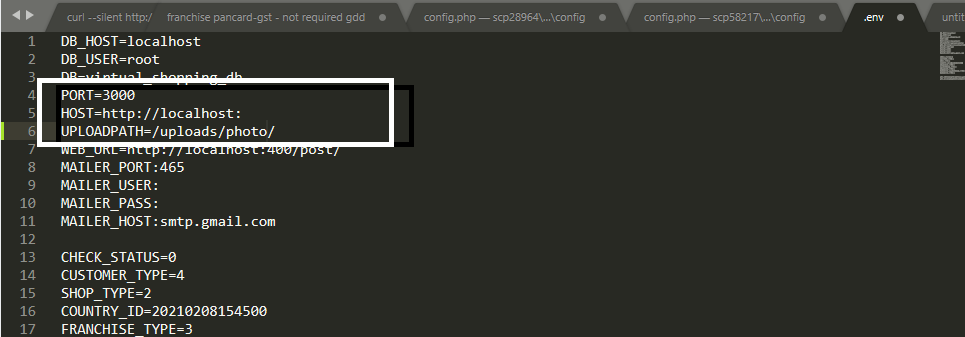 curl --silent http:/
franchise pancard-gst - not required gdd
config.php — scp28964\...\config
config.php — scp58217\...\config
.env
untit
1 DB_HOST=localhost
2 DB_USER=root
3 DB=virtual_shopping_db
4 PORT=3000
5 HOST=http://localhost:
6 UPLOADPATH=/uploads/photo/
7 WEB_URL=http://localhost:400/post/
8 MAILER_PORT:465
9 MAILER_USER:
10 MAILER_PASS:
11 MAILER_HOST:smtp.gmail.com
12
13 CHECK_STATUS=0
14 CUSTOMER_TYPE=4
15 SHOP_TYPE=2
16 COUNTRY_ID=20210208154500
17 FRANCHISE_TYPE=3